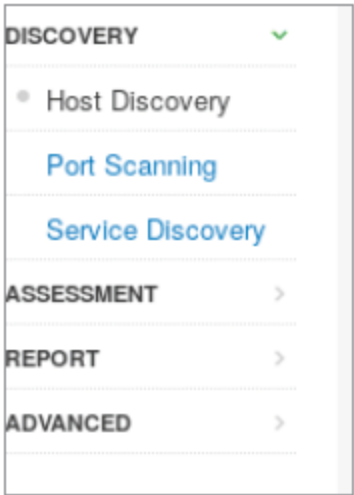 DISCOVERY
Host Discovery
Port Scanning
Service Discovery
ASSESSMENT
REPORT
ADVANCED